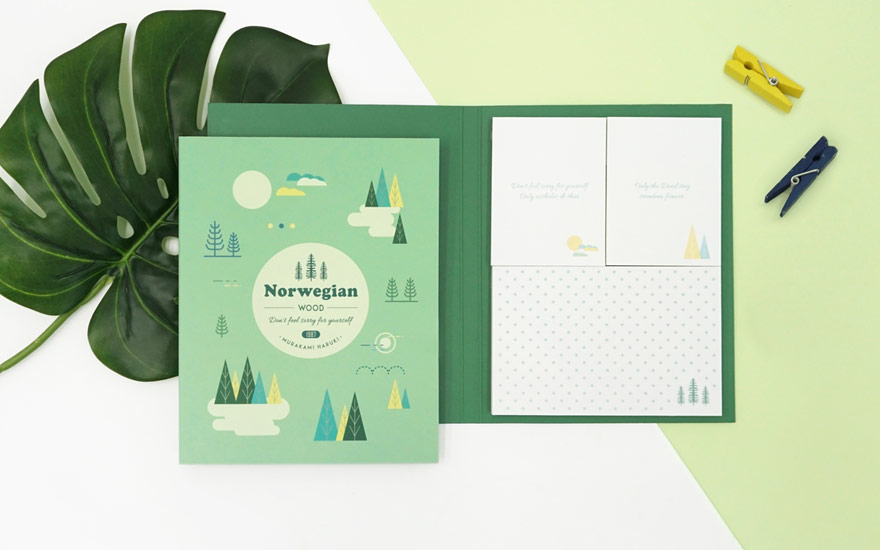 Norwegian
WOOD
Don't feel sorry for yourself
1987
• MURAKAMI HARUKI •
Don't feel sorry for yourself
Only assholes do that
Only the Dead stay
seventeen forever